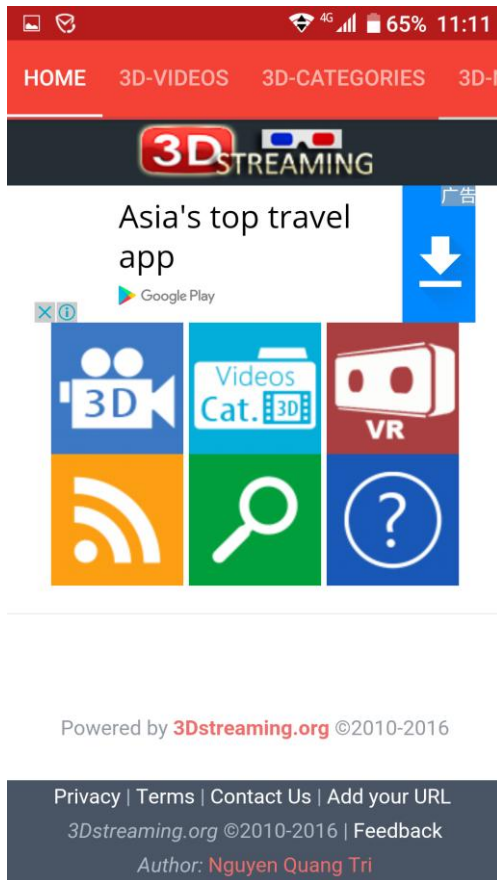 4G 65% 11:11
HOME 3D-VIDEOS 3D-CATEGORIES 3D-
3D STREAMING
Asia's top travel
app
Google Play
广告
3D
Videos
Cat. 3D
VR
?
Powered by 3Dstreaming.org ©2010-2016
Privacy | Terms | Contact Us | Add your URL
3Dstreaming.org ©2010-2016 | Feedback
Author: Nguyen Quang Tri